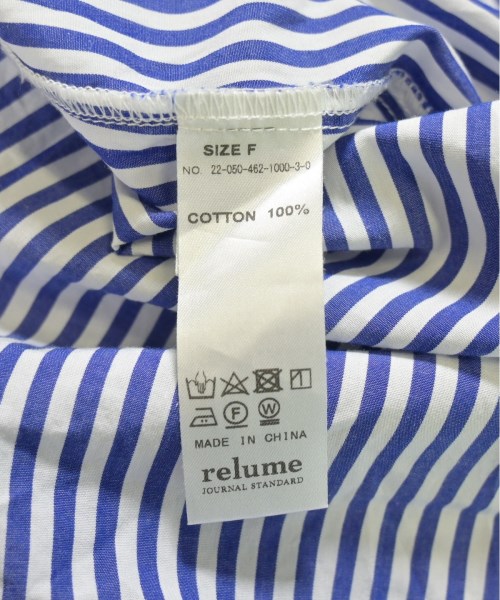 SIZE F
NO. 22-050-462-1000-3-0
COTTON 100%
F W
MADE IN CHINA
relume
JOURNAL STANDARD